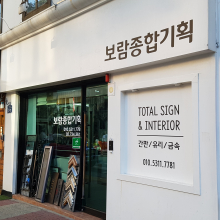 보람종합기획
보람종합기획
TOTAL SIGN
& INTERIOR
간판/유리/금속
010.5311.7781